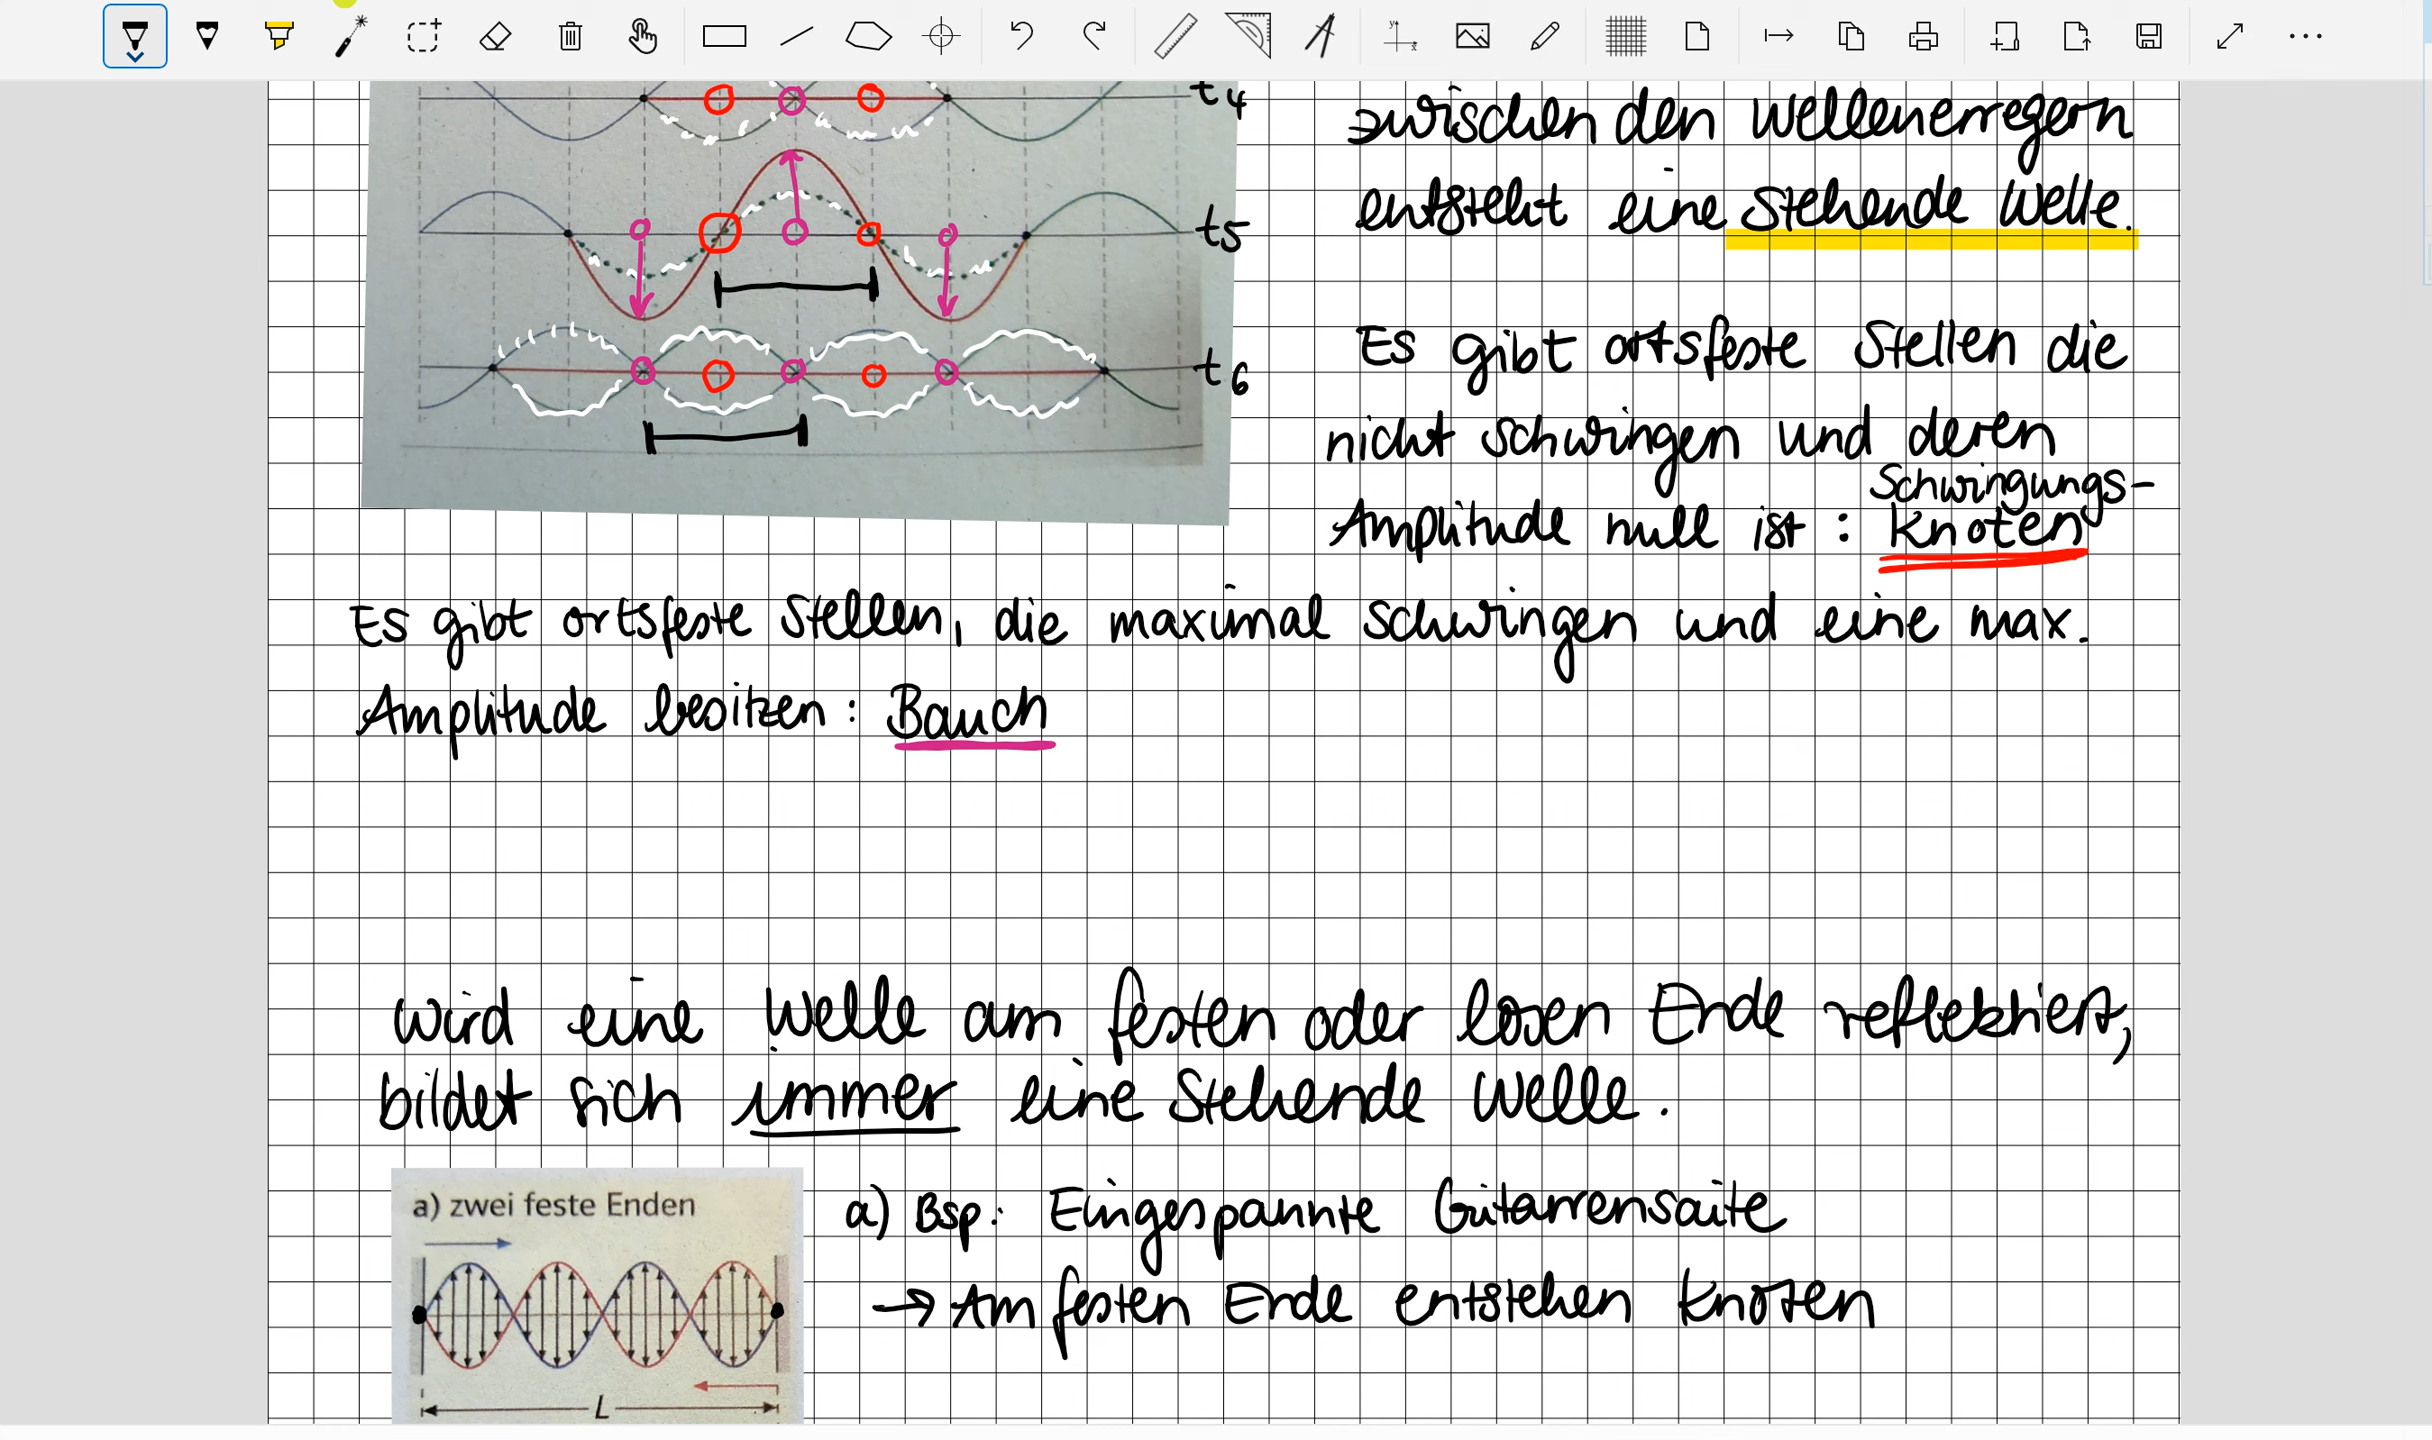 t4
zwischen den Wellenerregern
t5
entsteht eine Stehende Welle.
t6
Es gibt ortsfeste Stellen die
nicht schwingen und deren
Schwingungs-
Amplitude null ist : Knoten
Es gibt ortsfeste Stellen, die maximal schwingen und eine max.
Amplitude besitzen : Bauch
Wird eine Welle am festen oder losen Ende reflektiert,
bildet sich immer eine Stehende Welle.
a) zwei feste Enden
L
a) Bsp: Eingespannte Gitarrensaite
→ Am festen Ende entstehen Knoten